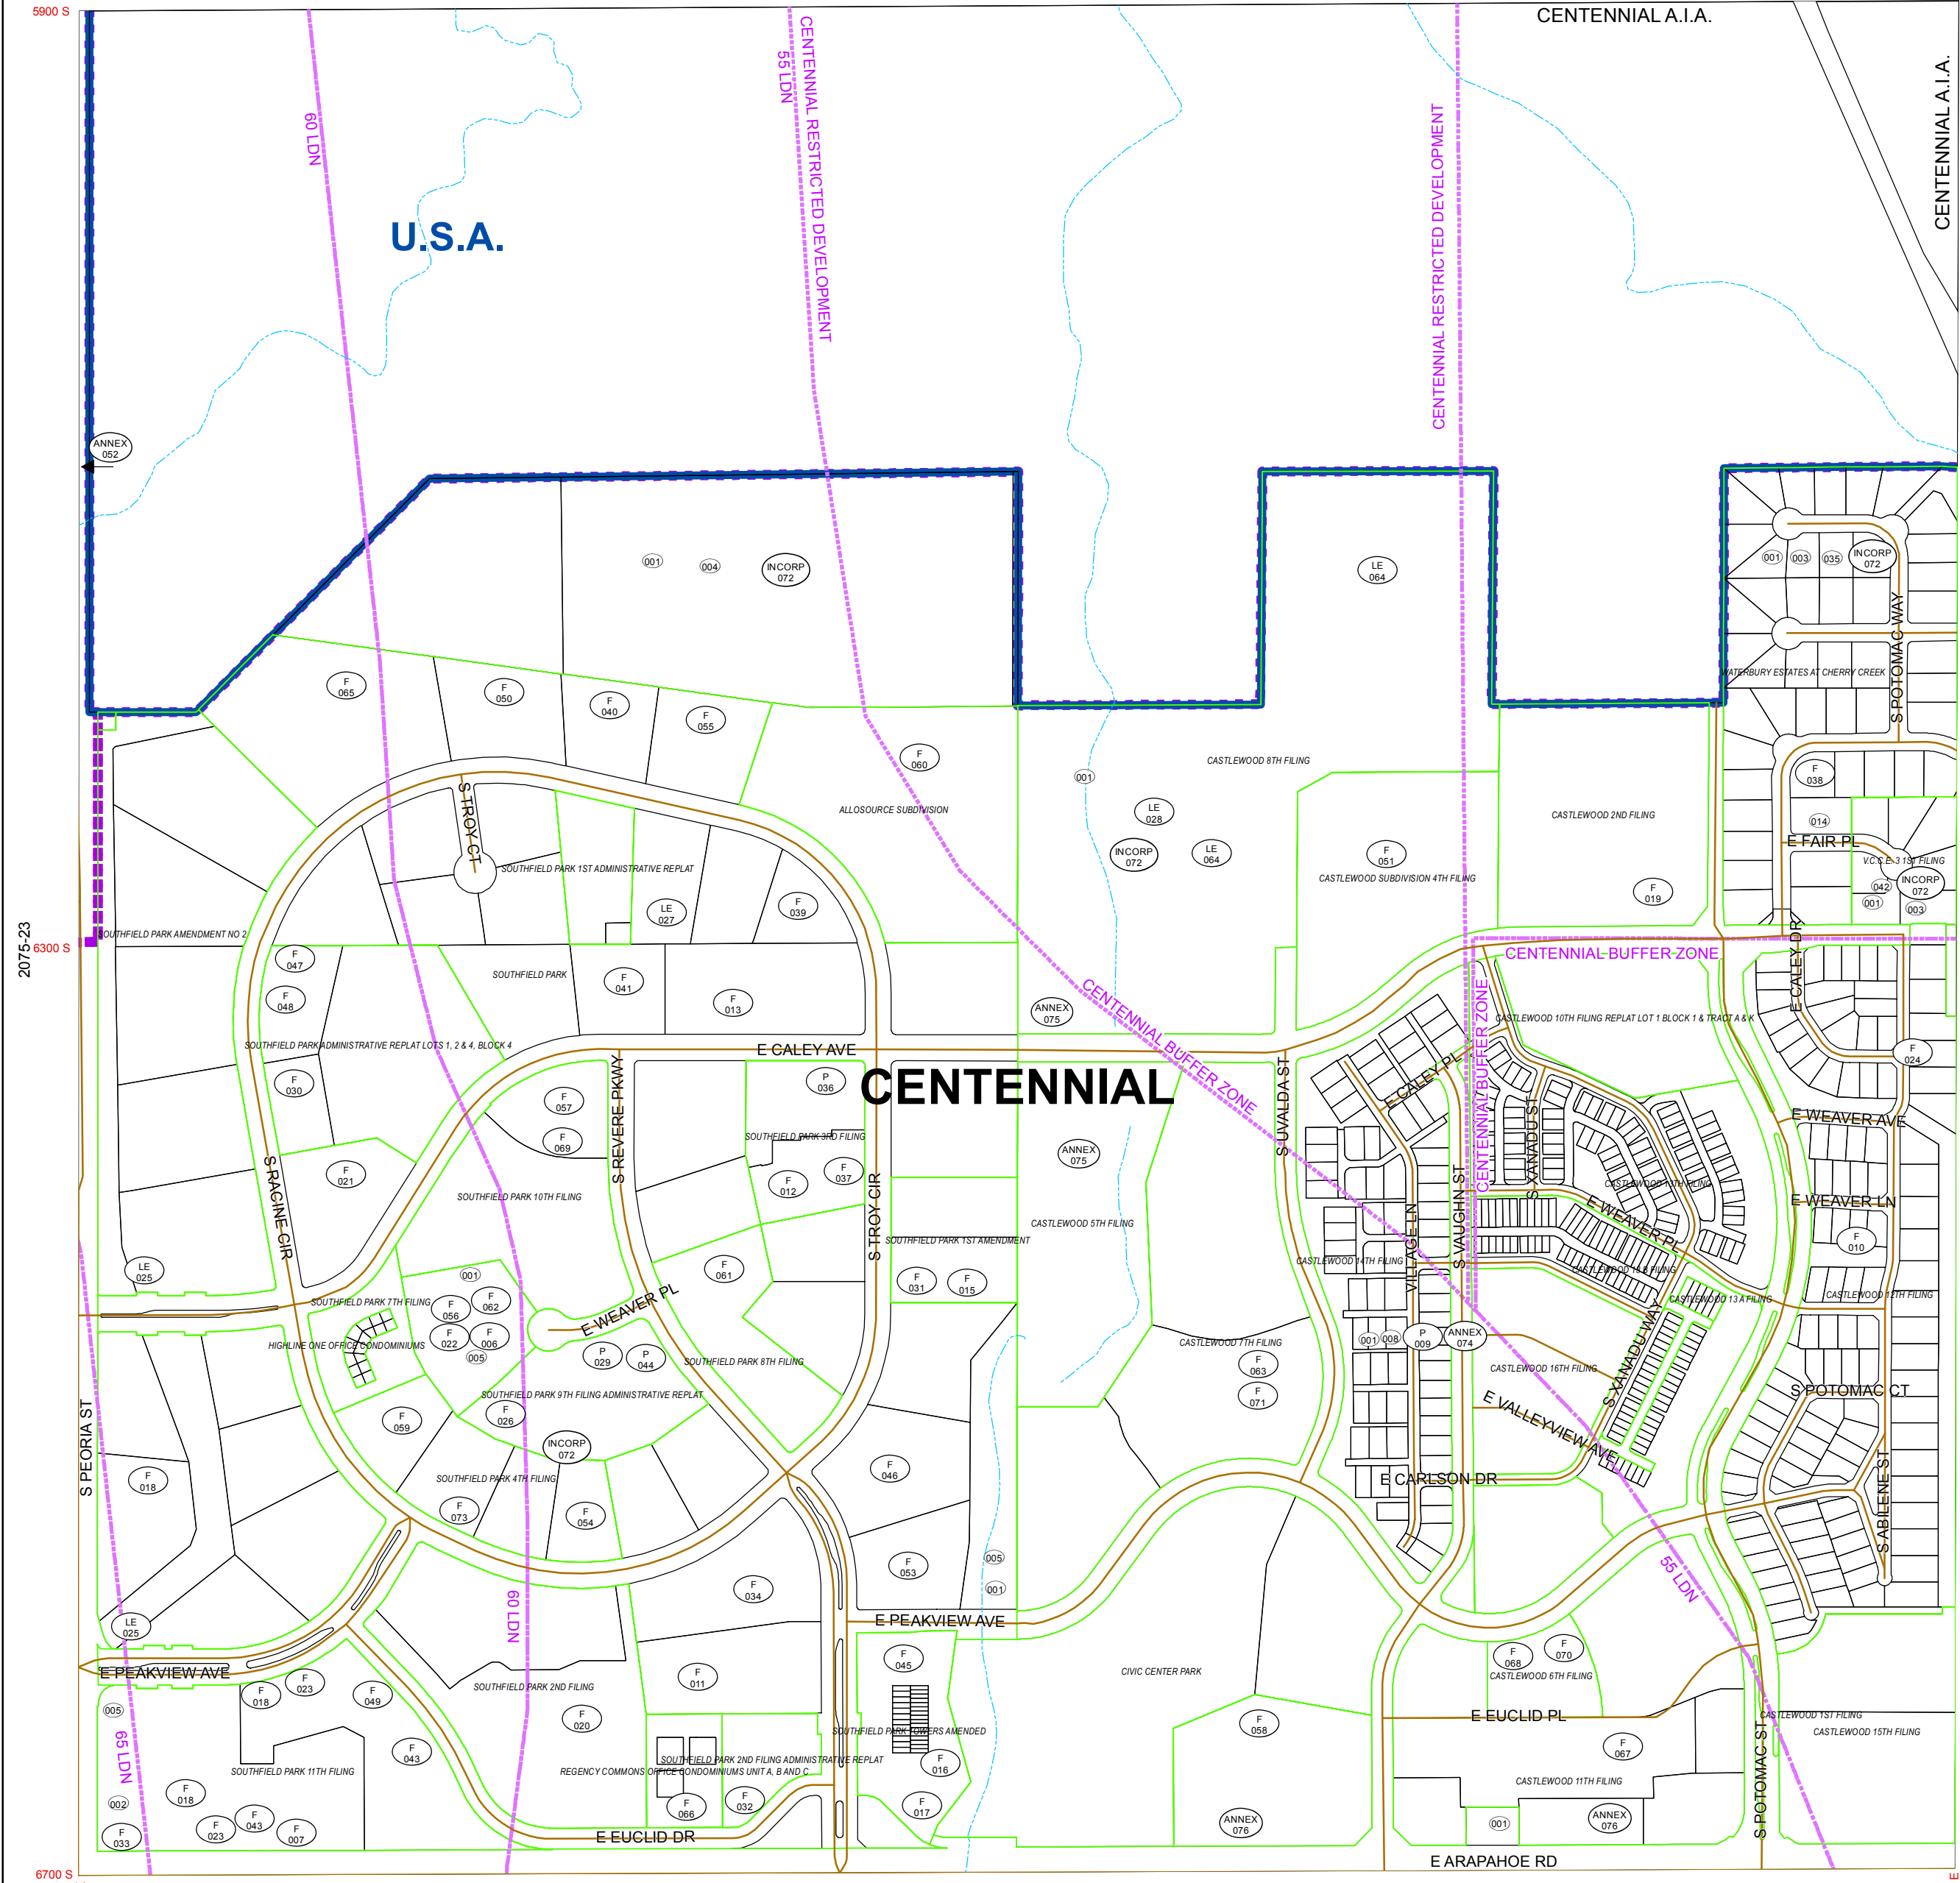 5900 S
CENTENNIAL A.I.A.
CENTENNIAL A.I.A.
60 LDN
55 LDN
CENTENNIAL RESTRICTED DEVELOPMENT
CENTENNIAL RESTRICTED DEVELOPMENT
U.S.A.
ANNEX
052
001
004
INCORP
072
LE
064
001
003
035
INCORP
072
S POTOMAC WAY
WATERBURY ESTATES AT CHERRY CREEK
F
065
F
050
F
040
F
055
F
060
CASTLEWOOD 8TH FILING
001
F
038
S TROY CT
ALLOSOURCE SUBDIVISION
LE
028
CASTLEWOOD 2ND FILING
014
E FAIR PL
INCORP
072
LE
064
F
051
V.C.C.E. 3 1ST FILING
SOUTHFIELD PARK 1ST ADMINISTRATIVE REPLAT
CASTLEWOOD SUBDIVISION 4TH FILING
F
019
042
INCORP
072
001
003
LE
027
F
039
2075-23
SOUTHFIELD PARK AMENDMENT NO 2
6300 S
F
047
SOUTHFIELD PARK
F
041
F
013
F
048
CENTENNIAL BUFFER ZONE
E CALEY DR
CENTENNIAL BUFFER ZONE
CENTENNIAL BUFFER ZONE
ANNEX
075
CASTLEWOOD 10TH FILING REPLAT LOT 1 BLOCK 1 & TRACT A & K
SOUTHFIELD PARK ADMINISTRATIVE REPLAT LOTS 1, 2 & 4, BLOCK 4
E CALEY AVE
F
024
F
030
F
057
P
036
CENTENNIAL
S REVERE PKWY
S UVALDA ST
E CALEY PL
S XANADU ST
E WEAVER AVE
F
069
SOUTHFIELD PARK 3RD FILING
ANNEX
075
F
021
F
012
F
037
SOUTHFIELD PARK 10TH FILING
S RACINE CIR
S TROY CIR
CASTLEWOOD 5TH FILING
S VAUGHN ST
E WEAVER PL
E WEAVER LN
F
010
SOUTHFIELD PARK 1ST AMENDMENT
VILLAGE LN
CASTLEWOOD 14TH FILING
LE
025
F
061
F
031
F
015
001
SOUTHFIELD PARK 7TH FILING
F
056
F
062
CASTLEWOOD 13 A FILING
CASTLEWOOD 12TH FILING
E WEAVER PL
HIGHLINE ONE OFFICE CONDOMINIUMS
F
022
F
006
005
P
029
P
044
SOUTHFIELD PARK 8TH FILING
CASTLEWOOD 7TH FILING
F
063
001
008
P
009
ANNEX
074
CASTLEWOOD 16TH FILING
S XANADU WAY
SOUTHFIELD PARK 9TH FILING ADMINISTRATIVE REPLAT
F
071
S POTOMAC CT
S PEORIA ST
F
059
F
026
E VALLEYVIEW AVE
INCORP
072
F
018
SOUTHFIELD PARK 4TH FILING
F
046
E CARLSON DR
S ABILENE ST
F
073
F
054
F
053
005
001
55 LDN
F
034
60 LDN
LE
025
E PEAKVIEW AVE
E PEAKVIEW AVE
F
045
F
068
F
070
CASTLEWOOD 6TH FILING
CIVIC CENTER PARK
F
011
F
023
F
018
F
049
005
SOUTHFIELD PARK 2ND FILING
F
020
E EUCLID PL
CASTLEWOOD 1ST FILING
F
058
CASTLEWOOD 15TH FILING
65 LDN
SOUTHFIELD PARK TOWERS AMENDED
F
043
F
067
SOUTHFIELD PARK 2ND FILING ADMINISTRATIVE REPLAT
F
016
SOUTHFIELD PARK 11TH FILING
REGENCY COMMONS OFFICE CONDOMINIUMS UNIT A, B AND C
CASTLEWOOD 11TH FILING
S POTOMAC ST
F
018
002
F
066
F
032
F
017
F
033
F
023
F
043
F
007
ANNEX
076
001
ANNEX
076
E EUCLID DR
E ARAPAHOE RD
6700 S